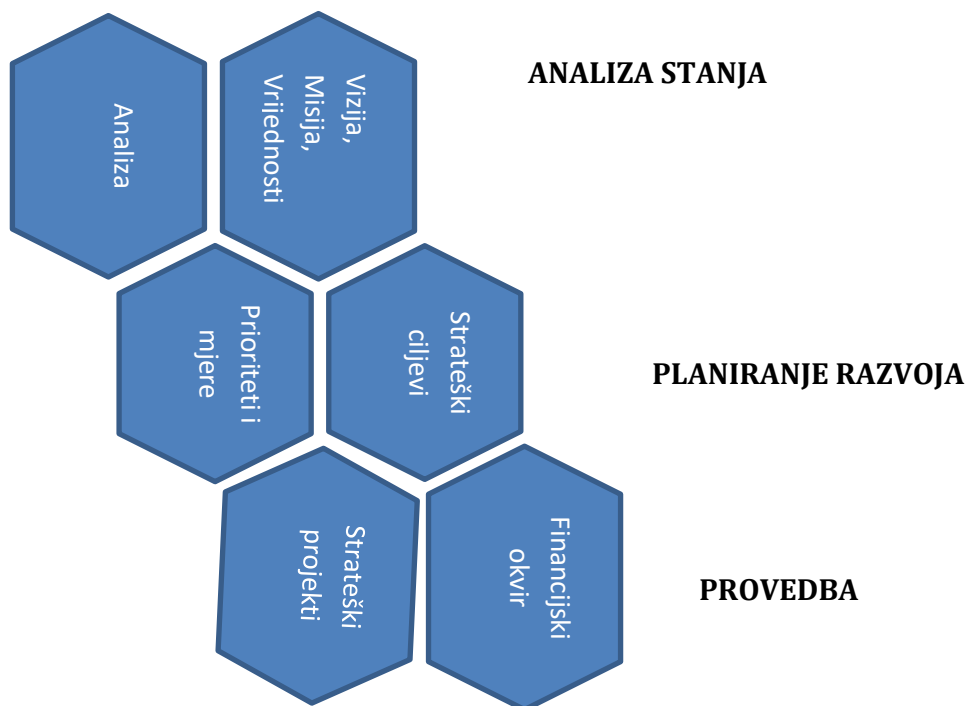 Analiza
Vizija,
Misija,
Vrijednosti
ANALIZA STANJA
Prioriteti i
mjere
Strateški
ciljevi
PLANIRANJE RAZVOJA
Strateški
projekti
Financijski
okvir
PROVEDBA